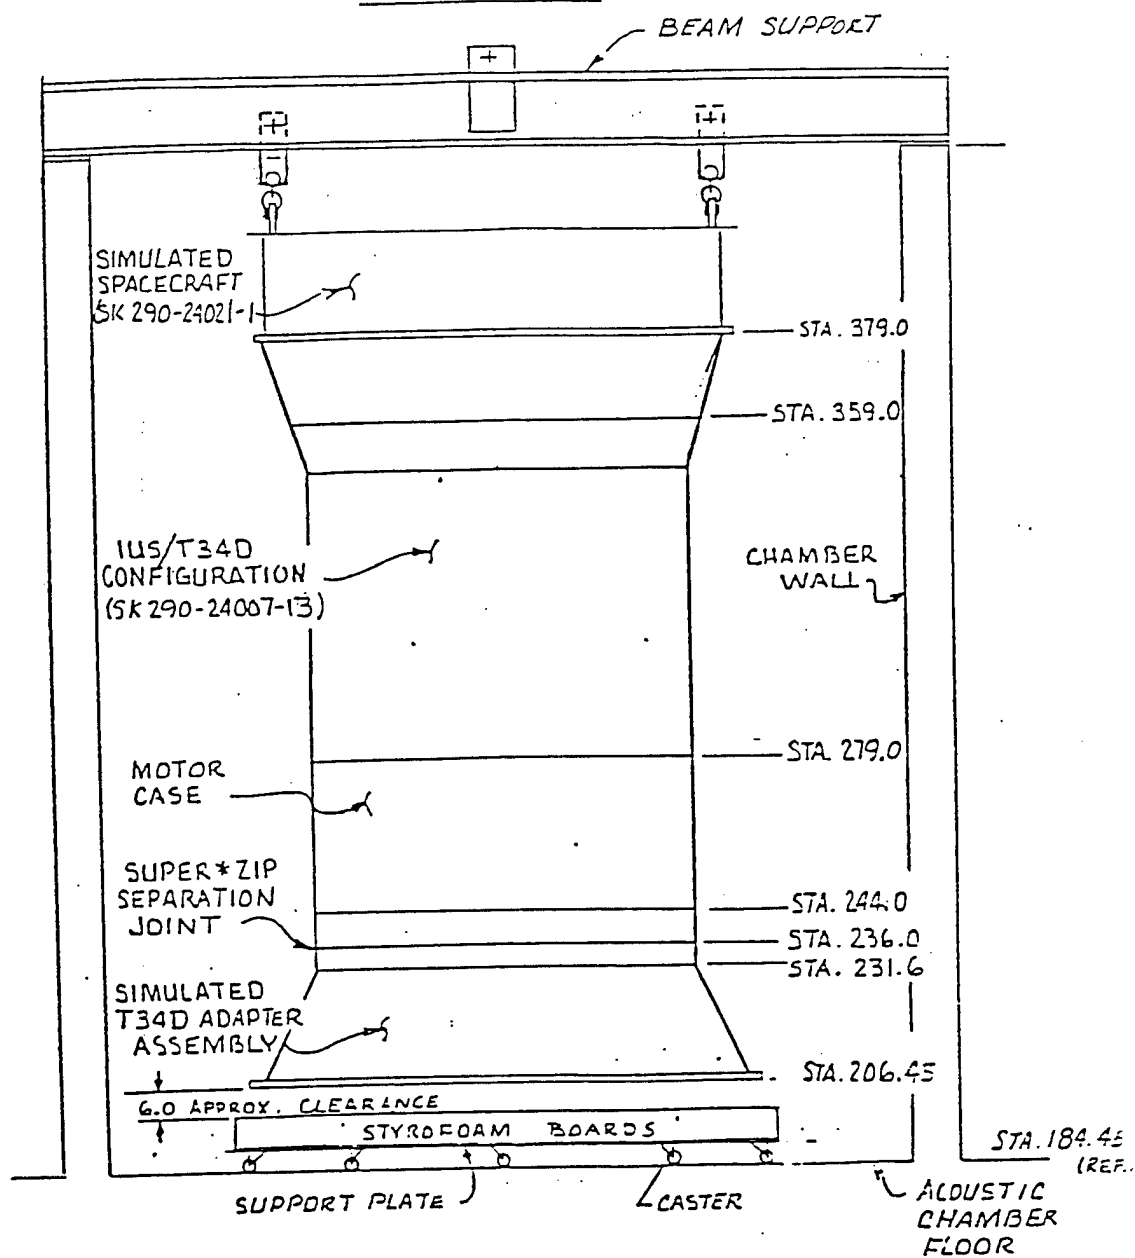 BEAM SUPPORT
SIMULATED
SPACECRAFT
SK 290-24021-1
STA. 379.0
STA. 359.0
IUS/T34D
CONFIGURATION
(SK 290-24007-13)
CHAMBER
WALL
STA. 279.0
MOTOR
CASE
SUPER*ZIP
SEPARATION
JOINT
STA. 244.0
STA. 236.0
STA. 231.6
SIMULATED
T34D ADAPTER
ASSEMBLY
STA. 206.45
6.0 APPROX. CLEARANCE
STYROFOAM BOARDS
STA. 184.45
(REF.
SUPPORT PLATE
CASTER
ACOUSTIC
CHAMBER
FLOOR